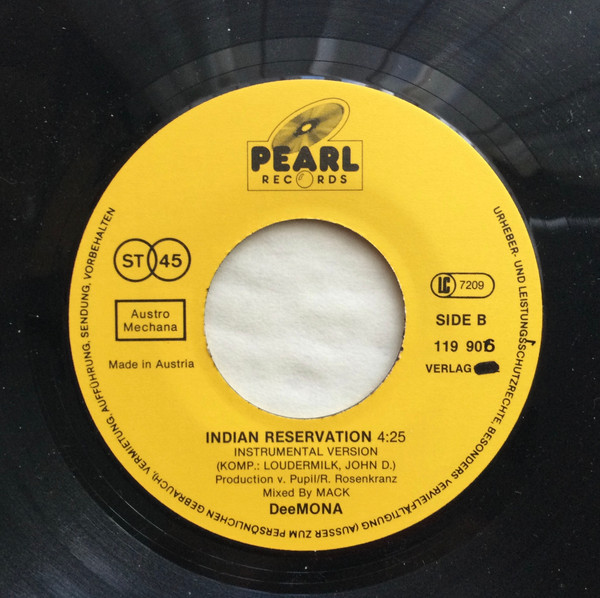 PEARL
RECORDS
ST 45
Austro
Mechana
Made in Austria
LC 7209
SIDE B
119 906
VERLAG
INDIAN RESERVATION 4:25
INSTRUMENTAL VERSION
(KOMP.: LOUDERMILK, JOHN D.)
Production v. Pupil/R. Rosenkranz
Mixed By MACK
DeeMONA
URHEBER- UND LEISTUNGSSCHUTZRECHTE, BESONDERS VERVIELFÄLTIGUNG (AUSSER ZUM PERSÖNLICHEN GEBRAUCH), VERMIETUNG, AUFFÜHRUNG, SENDUNG, VORBEHALTEN